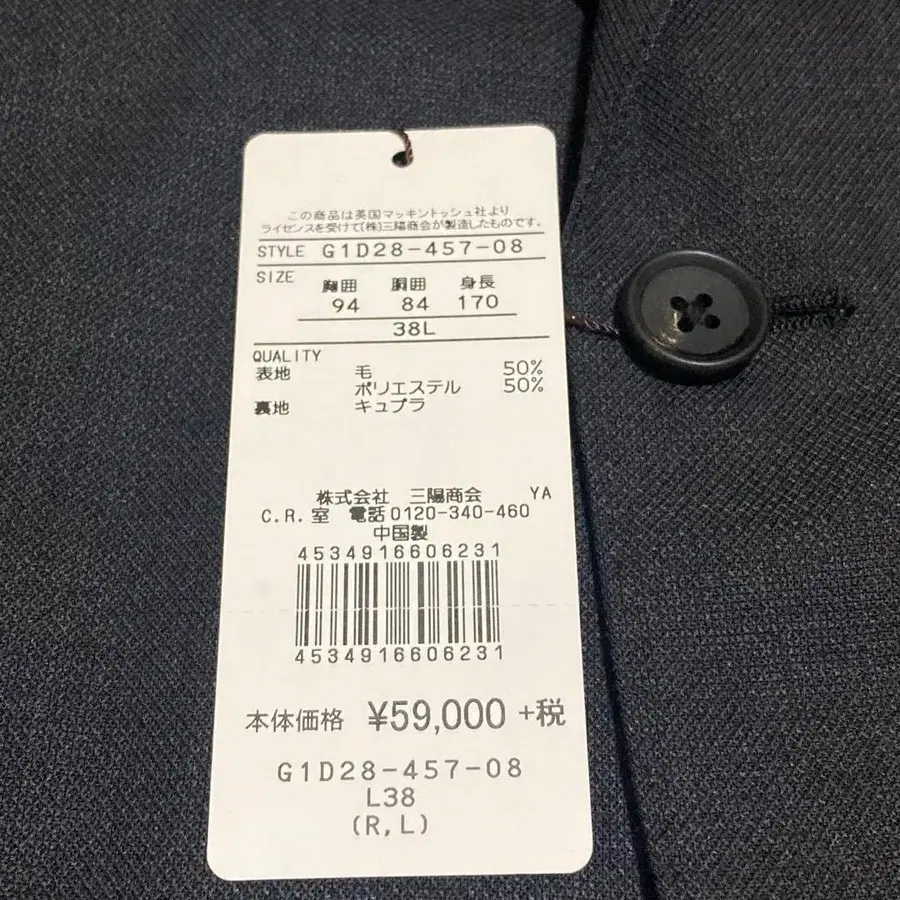 この商品は英国マッキントッシュ社より
ライセンスを受けて(株)三陽商会が製造したものです。
STYLE G1D28-457-08
SIZE 胸囲 胴囲 身長
94 84 170
38L
QUALITY
表地 毛 50%
ポリエステル 50%
裏地 キュプラ
株式会社 三陽商会 YA
C.R.室 電話0120-340-460
中国製
4534916606231
4534916606231
本体価格 ¥59,000 +税
G1D28-457-08
L38
(R,L)